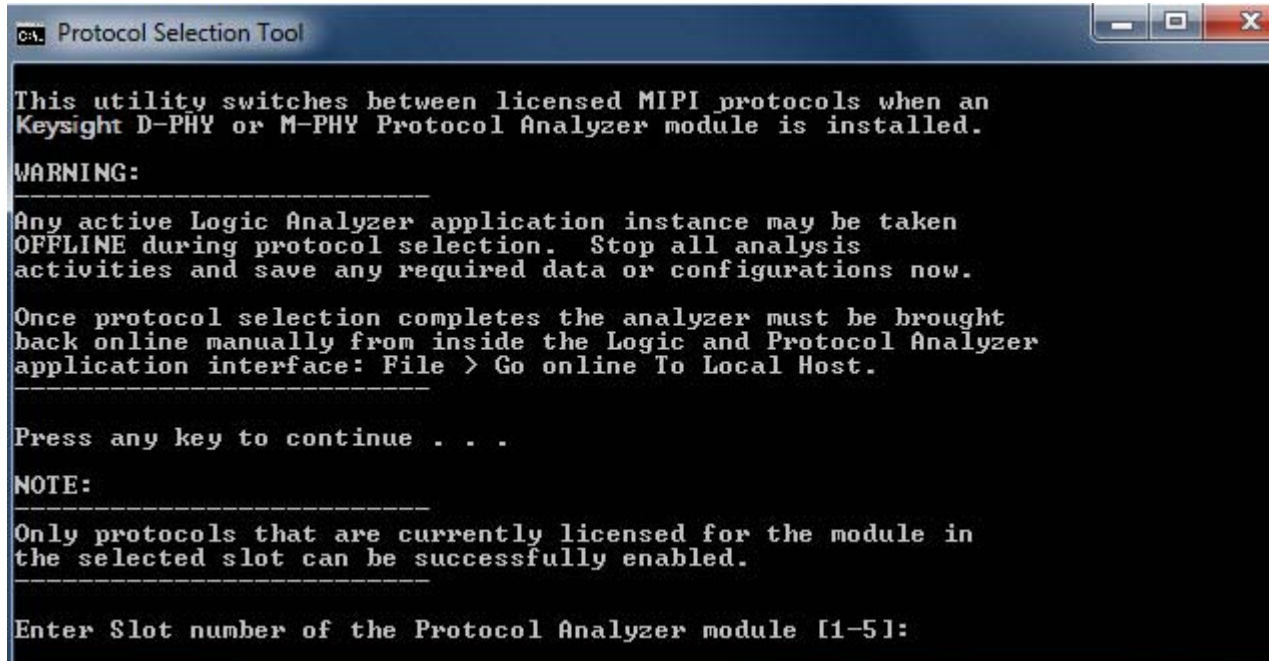 C:\. Protocol Selection Tool
This utility switches between licensed MIPI protocols when an
Keysight D-PHY or M-PHY Protocol Analyzer module is installed.
WARNING:
---------------------------
Any active Logic Analyzer application instance may be taken
OFFLINE during protocol selection.  Stop all analysis
activities and save any required data or configurations now.
Once protocol selection completes the analyzer must be brought
back online manually from inside the Logic and Protocol Analyzer
application interface: File > Go online To Local Host.
---------------------------
Press any key to continue . . .
NOTE:
---------------------------
Only protocols that are currently licensed for the module in
the selected slot can be successfully enabled.
---------------------------
Enter Slot number of the Protocol Analyzer module [1-5]: